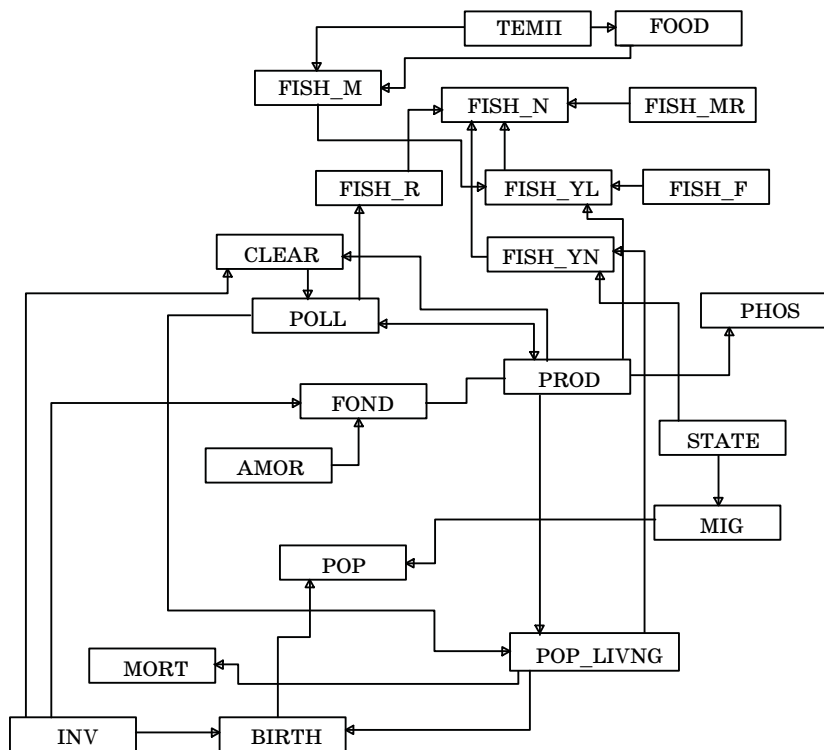 ТЕМП
FOOD
FISH_M
FISH_N
FISH_MR
FISH_R
FISH_YL
FISH_F
CLEAR
FISH_YN
POLL
PHOS
PROD
FOND
STATE
AMOR
MIG
POP
MORT
POP_LIVNG
INV
BIRTH